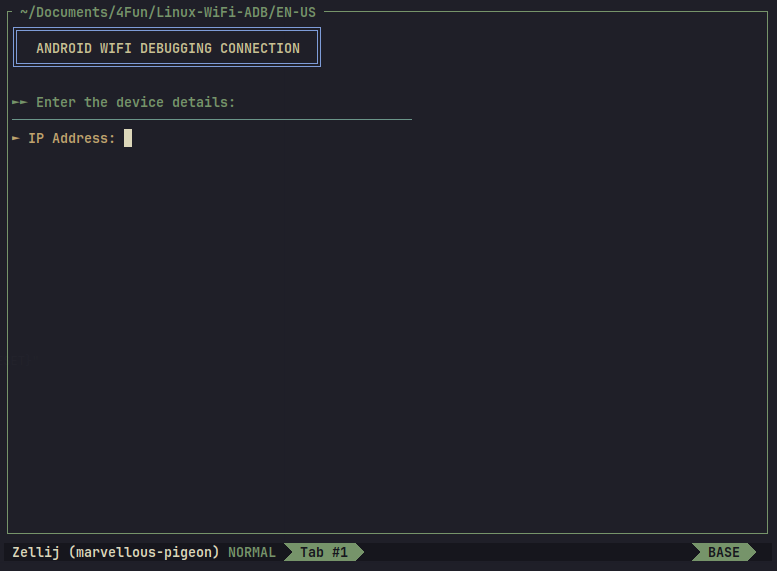 ~/Documents/4Fun/Linux-WiFi-ADB/EN-US
ANDROID WIFI DEBUGGING CONNECTION
►► Enter the device details:
► IP Address:
Zellij (marvellous-pigeon) NORMAL Tab #1 BASE